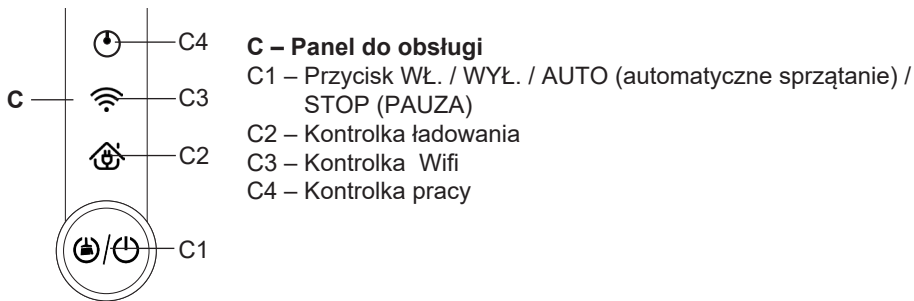 C4
C
C3
C2
C1
C – Panel do obsługi
C1 – Przycisk WŁ. / WYŁ. / AUTO (automatyczne sprzątanie) /
STOP (PAUZA)
C2 – Kontrolka ładowania
C3 – Kontrolka  Wifi
C4 – Kontrolka pracy